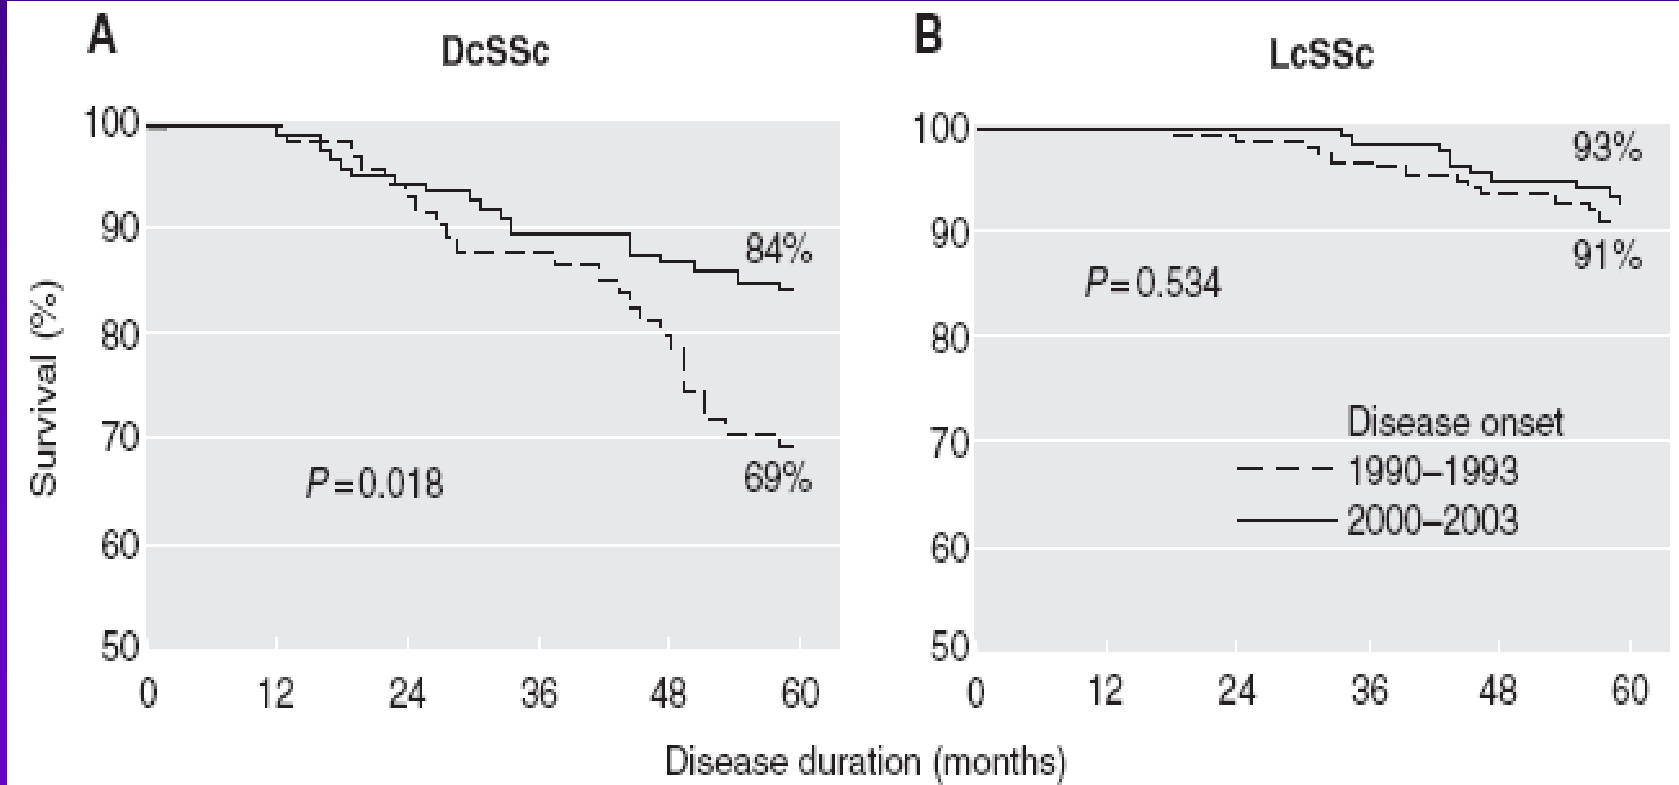 A
DcSSc
100
90
80
70
60
50
84%
69%
P=0.018
0 12 24 36 48 60
Survival (%)
B
LcSSc
100
90
80
70
60
50
93%
91%
P=0.534
Disease onset
1990–1993
2000–2003
0 12 24 36 48 60
Disease duration (months)